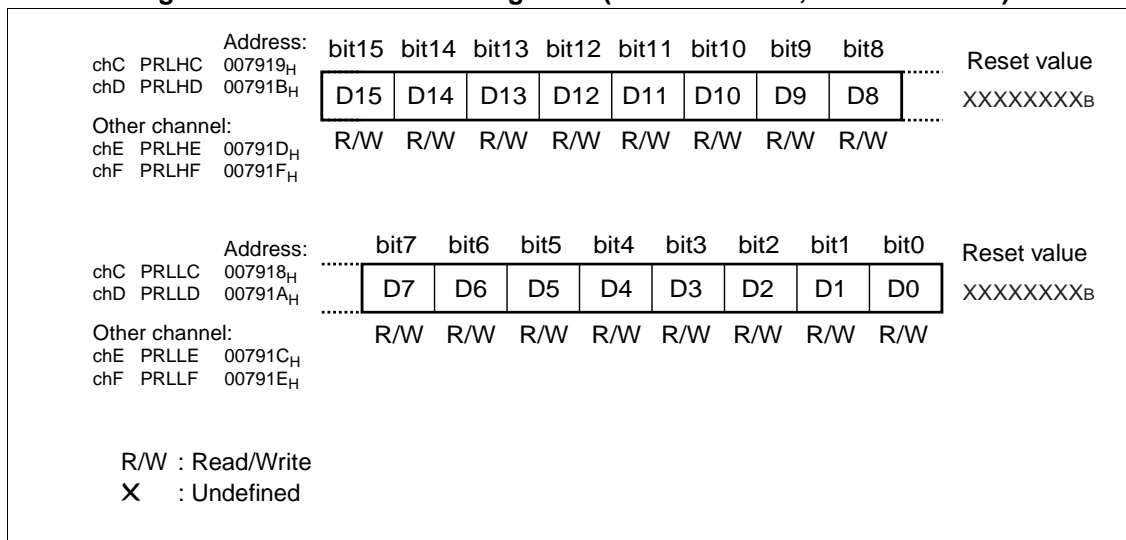 Address: bit15 bit14 bit13 bit12 bit11 bit10 bit9 bit8 Reset value
chC PRLHC 007919H
chD PRLHD 00791BH
D15 D14 D13 D12 D11 D10 D9 D8 XXXXXXXXB
R/W R/W R/W R/W R/W R/W R/W R/W
Other channel:
chE PRLHE 00791DH
chF PRLHF 00791FH
Address: bit7 bit6 bit5 bit4 bit3 bit2 bit1 bit0 Reset value
chC PRLLC 007918H
chD PRLLD 00791AH
D7 D6 D5 D4 D3 D2 D1 D0 XXXXXXXXB
R/W R/W R/W R/W R/W R/W R/W R/W
Other channel:
chE PRLLE 00791CH
chF PRLLF 00791EH
R/W : Read/Write
X : Undefined